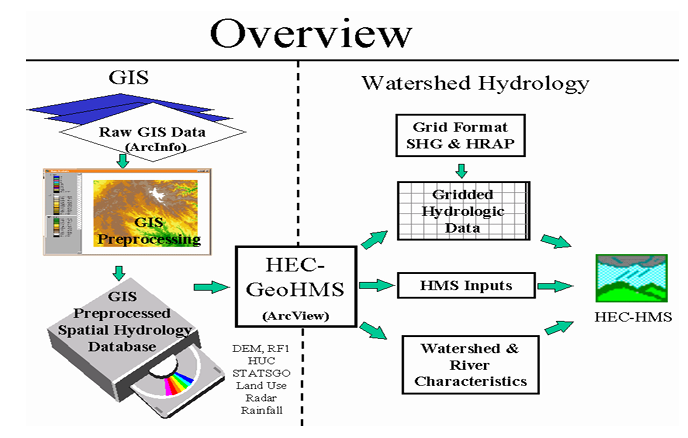 Overview
GIS
Raw GIS Data
(ArcInfo)
GIS
Preprocessing
GIS
Preprocessed
Spatial Hydrology
Database
HEC-
GeoHMS
(ArcView)
DEM, RF1
HUC
STATSGO
Land Use
Radar
Rainfall
Watershed Hydrology
Grid Format
SHG & HRAP
Gridded
Hydrologic
Data
HMS Inputs
Watershed &
River
Characteristics
HEC-HMS